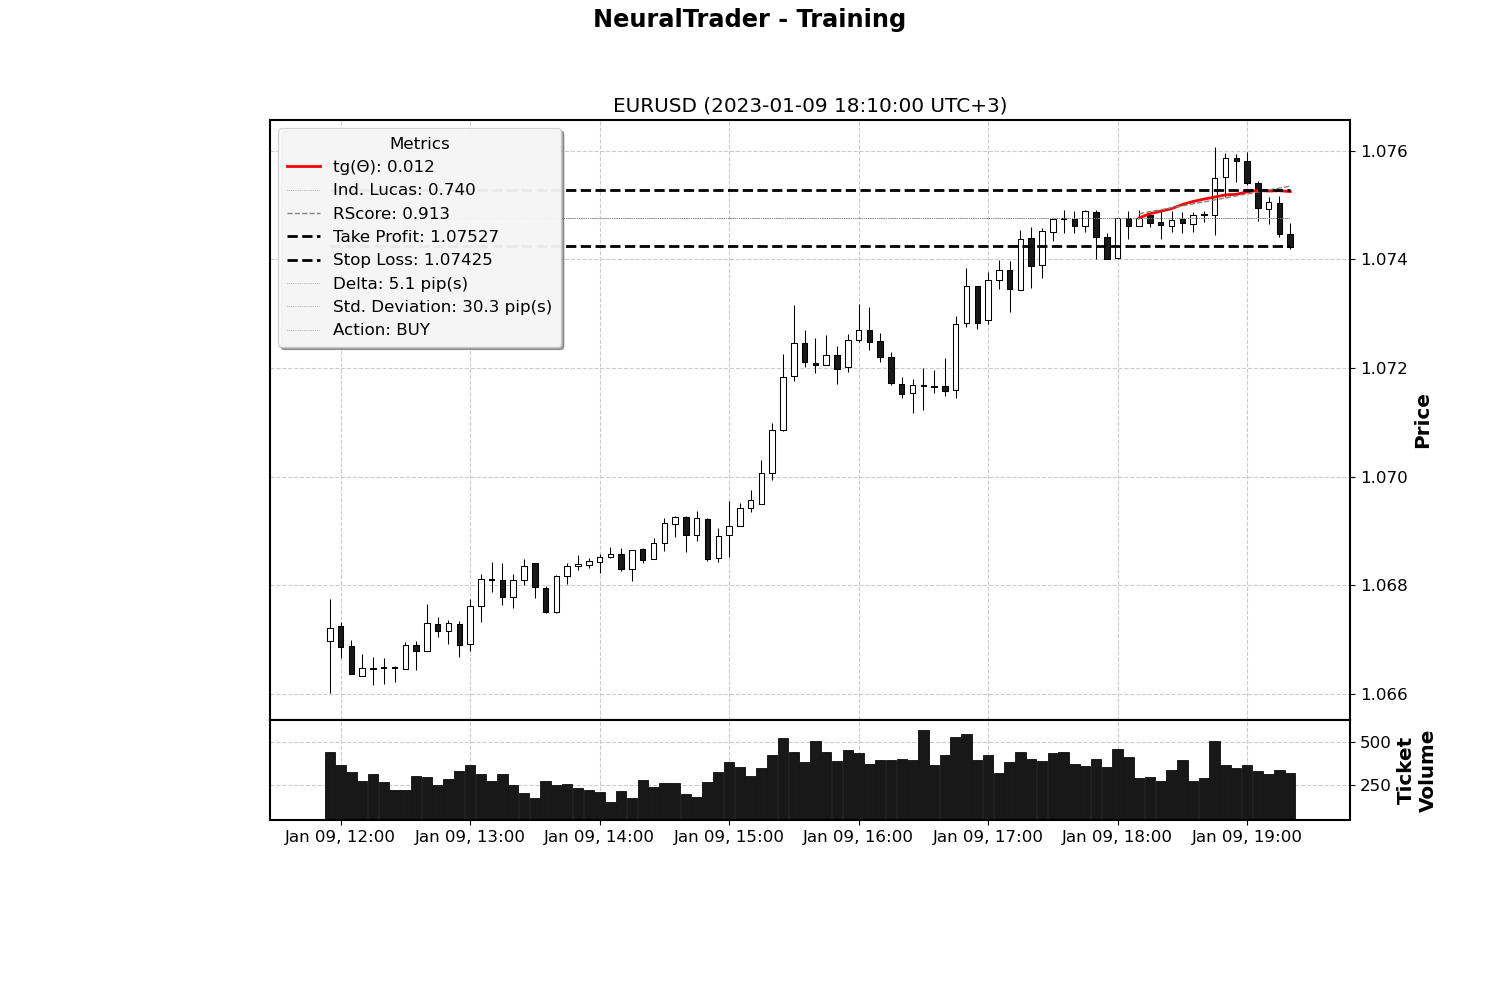 NeuralTrader - Training
EURUSD (2023-01-09 18:10:00 UTC+3)
Metrics
tg(Θ): 0.012
Ind. Lucas: 0.740
RScore: 0.913
Take Profit: 1.07527
Stop Loss: 1.07425
Delta: 5.1 pip(s)
Std. Deviation: 30.3 pip(s)
Action: BUY
1.076
1.074
1.072
1.070
1.068
1.066
Price
500
250
Ticket
Volume
Jan 09, 12:00
Jan 09, 13:00
Jan 09, 14:00
Jan 09, 15:00
Jan 09, 16:00
Jan 09, 17:00
Jan 09, 18:00
Jan 09, 19:00